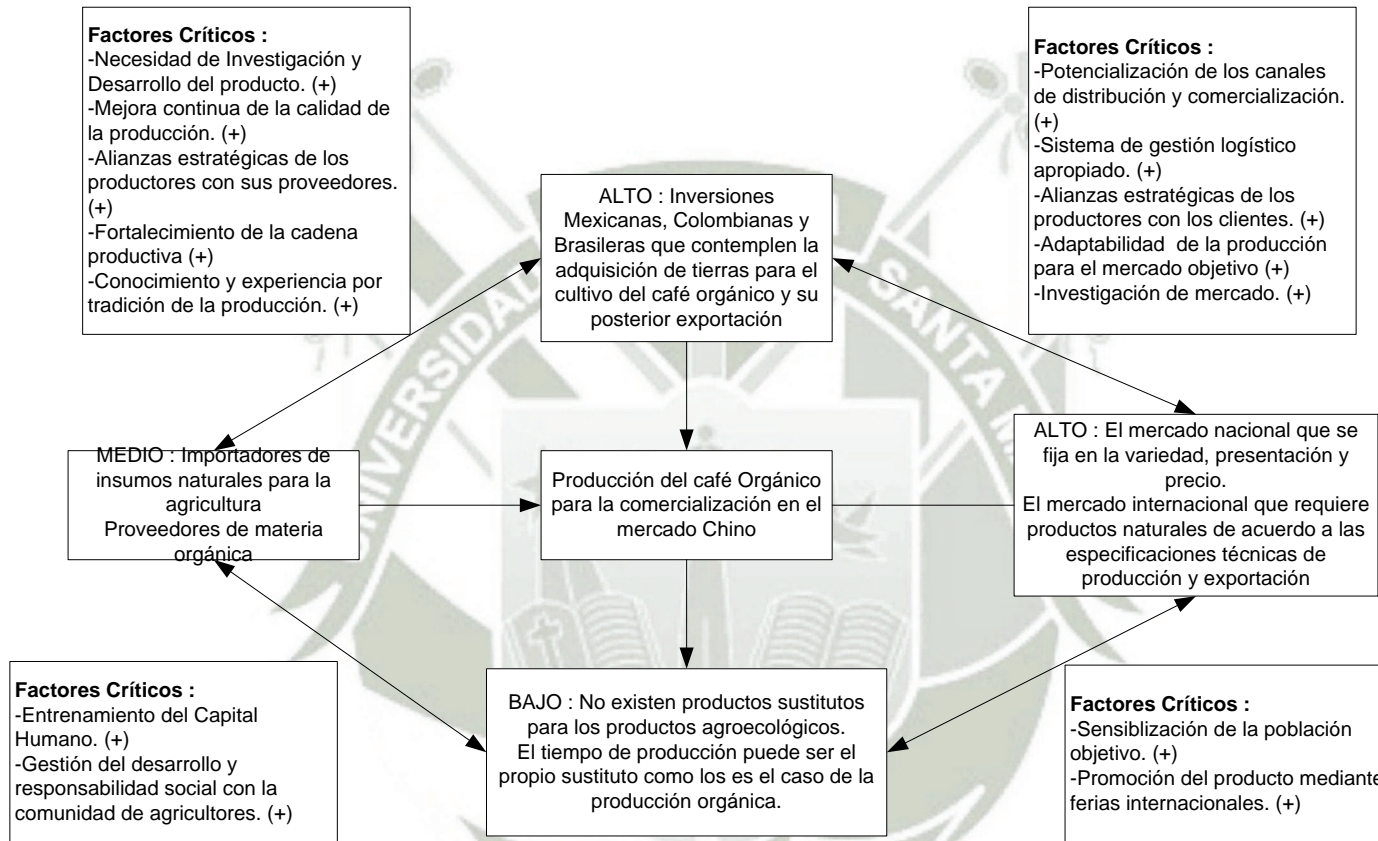 Factores Críticos :
-Necesidad de Investigación y
Desarrollo del producto. (+)
-Mejora continua de la calidad de
la producción. (+)
-Alianzas estratégicas de los
productores con sus proveedores.
(+)
-Fortalecimiento de la cadena
productiva (+)
-Conocimiento y experiencia por
tradición de la producción. (+)
ALTO : Inversiones
Mexicanas, Colombianas y
Brasileras que contemplen la
adquisición de tierras para el
cultivo del café orgánico y su
posterior exportación
Factores Críticos :
-Potencialización de los canales
de distribución y comercialización.
(+)
-Sistema de gestión logístico
apropiado. (+)
-Alianzas estratégicas de los
productores con los clientes. (+)
-Adaptabilidad de la producción
para el mercado objetivo (+)
-Investigación de mercado. (+)
MEDIO : Importadores de
insumos naturales para la
agricultura
Proveedores de materia
orgánica
Producción del café Orgánico
para la comercialización en el
mercado Chino
ALTO : El mercado nacional que se
fija en la variedad, presentación y
precio.
El mercado internacional que requiere
productos naturales de acuerdo a las
especificaciones técnicas de
producción y exportación
Factores Críticos :
-Entrenamiento del Capital
Humano. (+)
-Gestión del desarrollo y
responsabilidad social con la
comunidad de agricultores. (+)
BAJO : No existen productos sustitutos
para los productos agroecológicos.
El tiempo de producción puede ser el
propio sustituto como los es el caso de la
producción orgánica.
Factores Críticos :
-Sensiblización de la población
objetivo. (+)
-Promoción del producto mediante
ferias internacionales. (+)
SANTA